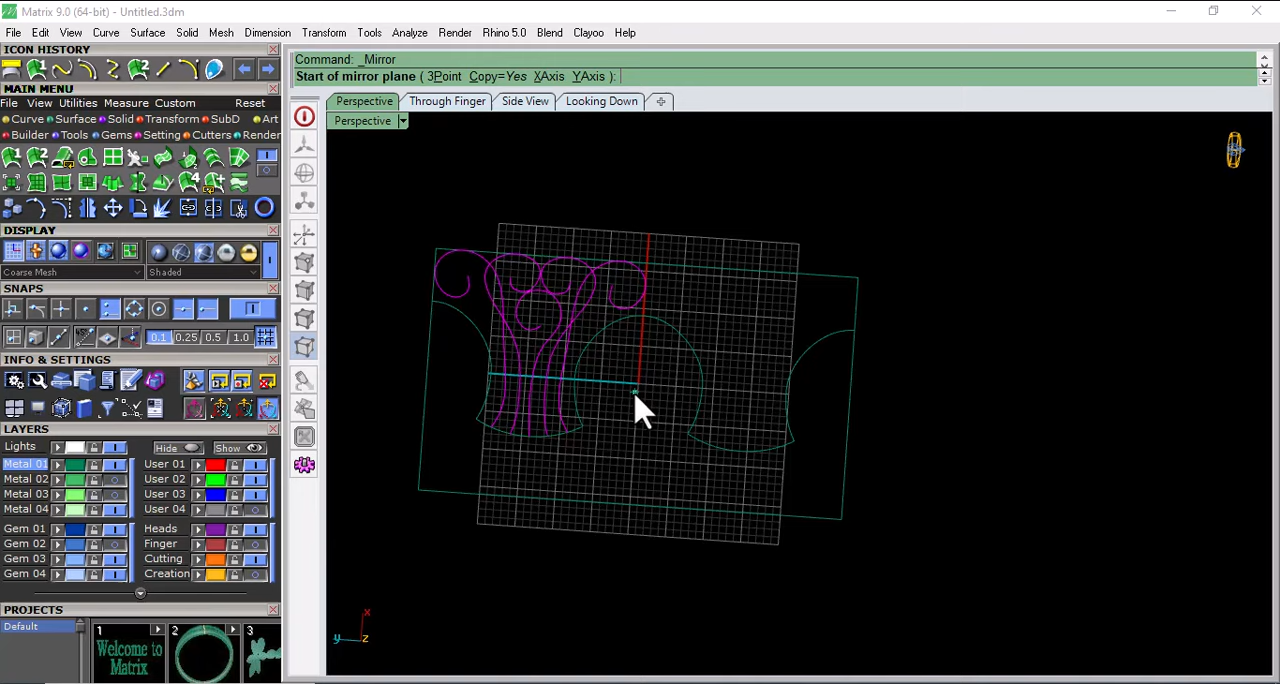 Matrix 9.0 (64-bit) - Untitled.3dm
File Edit View Curve Surface Solid Mesh Dimension Transform Tools Analyze Render Rhino 5.0 Blend Clayoo Help
ICON HISTORY
MAIN MENU
File View Utilities Measure Custom Reset
Curve Surface Solid Transform SubD Art
Builder Tools Gems Setting Cutters Render
DISPLAY
Coarse Mesh Shaded
SNAPS
0.1 0.25 0.5 1.0
INFO & SETTINGS
LAYERS
Lights Hide Show
Metal 01 User 01
Metal 02 User 02
Metal 03 User 03
Metal 04 User 04
Gem 01 Heads
Gem 02 Finger
Gem 03 Cutting
Gem 04 Creation
PROJECTS
Default
1 2 3
Welcome to
Matrix
Command: _Mirror
Start of mirror plane ( 3Point Copy=Yes XAxis YAxis ):
Perspective Through Finger Side View Looking Down
Perspective
x
y z